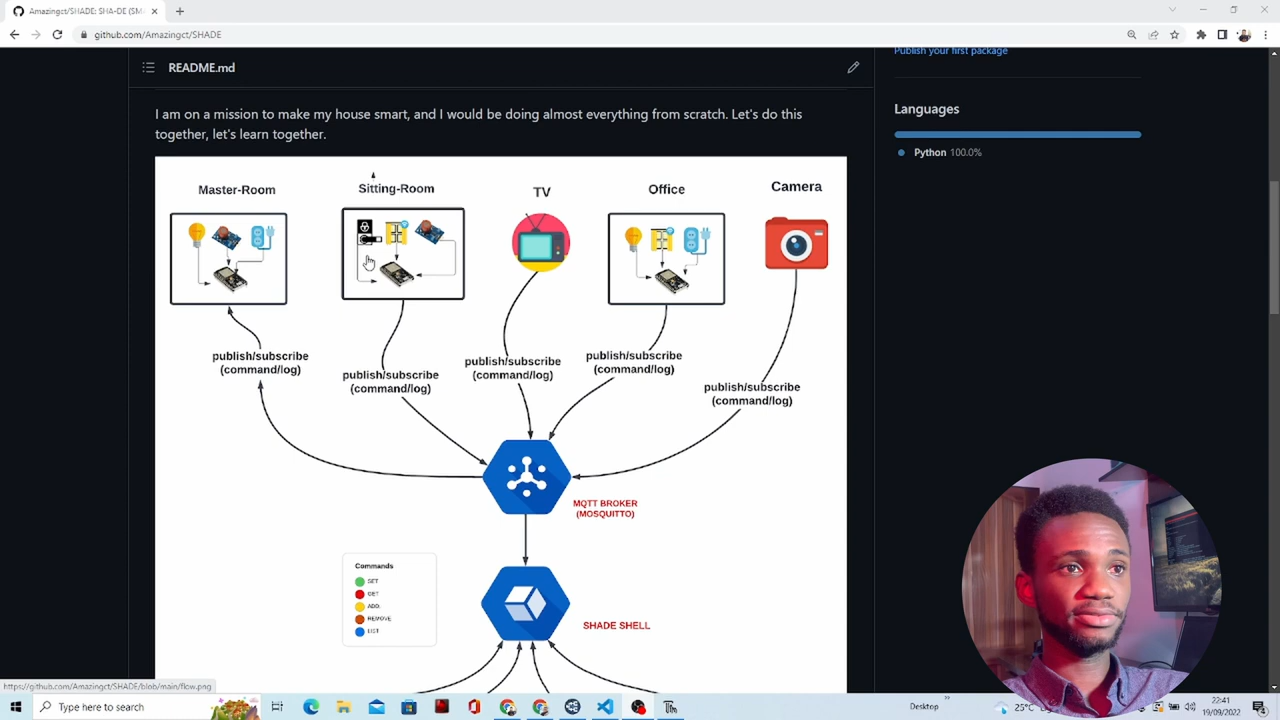 Amazingct/SHADE: SHA-DE (SMA
github.com/Amazingct/SHADE
README.md
Publish your first package
Languages
Python 100.0%
I am on a mission to make my house smart, and I would be doing almost everything from scratch. Let's do this
together, let's learn together.
Master-Room
Sitting-Room
TV
Office
Camera
publish/subscribe
(command/log)
publish/subscribe
(command/log)
publish/subscribe
(command/log)
publish/subscribe
(command/log)
publish/subscribe
(command/log)
MQTT BROKER
(MOSQUITTO)
Commands
SET
GET
ADD,
REMOVE
LIST
SHADE SHELL
https://github.com/Amazingct/SHADE/blob/main/flow.png
Type here to search
Desktop
25°C
22:41
19/09/2022